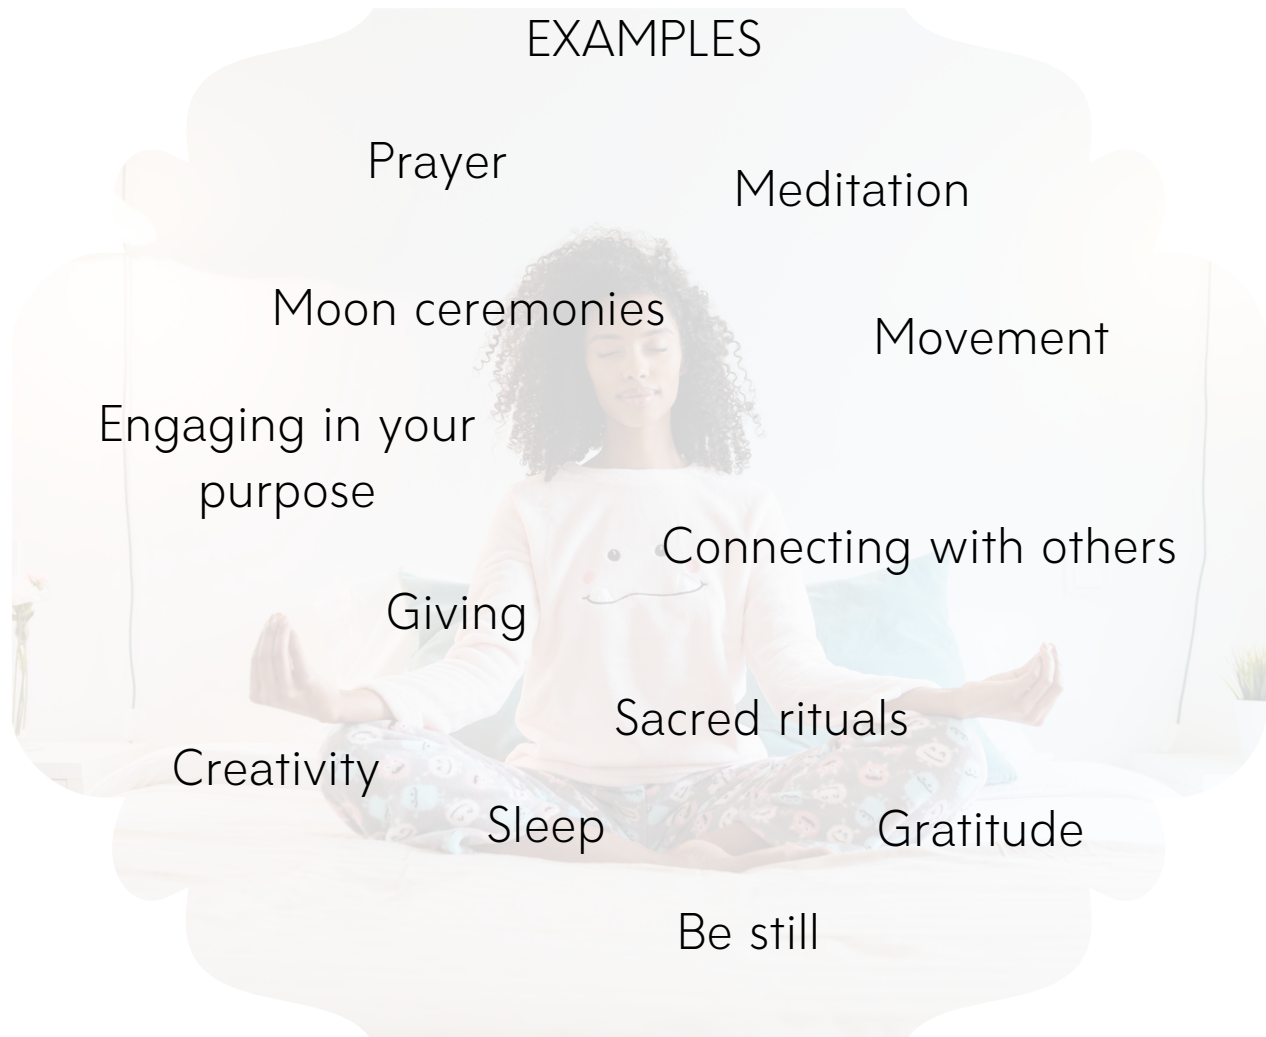 EXAMPLES
Prayer
Meditation
Moon ceremonies
Movement
Engaging in your
purpose
Connecting with others
Giving
Sacred rituals
Creativity
Sleep
Gratitude
Be still